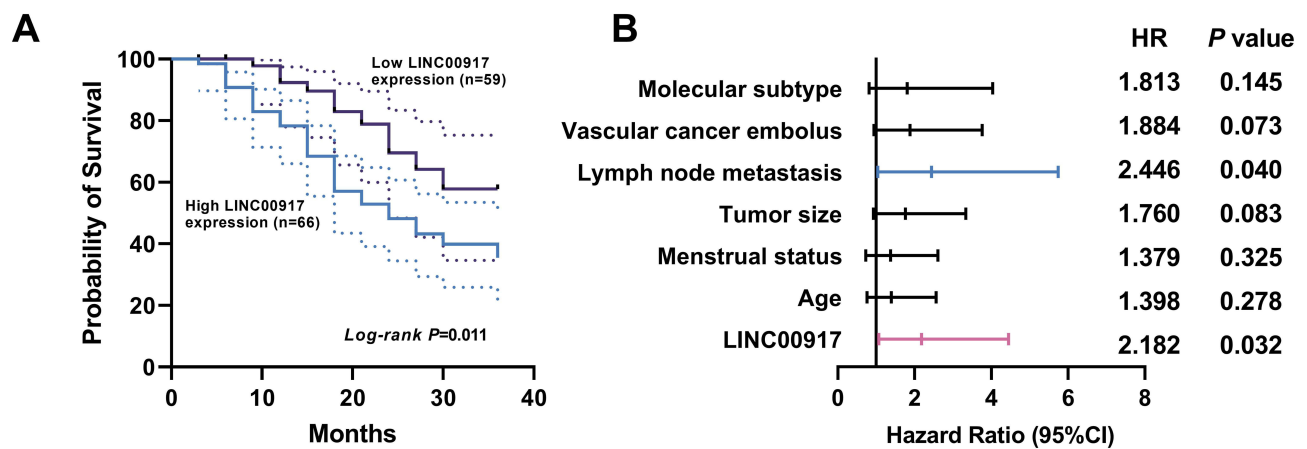 A
Low LINC00917
expression (n=59)
High LINC00917
expression (n=66)
Log-rank P=0.011
Probability of Survival
100
80
60
40
20
0
0 10 20 30 40
Months
B
HR P value
Molecular subtype 1.813 0.145
Vascular cancer embolus 1.884 0.073
Lymph node metastasis 2.446 0.040
Tumor size 1.760 0.083
Menstrual status 1.379 0.325
Age 1.398 0.278
LINC00917 2.182 0.032
0 2 4 6 8
Hazard Ratio (95%CI)